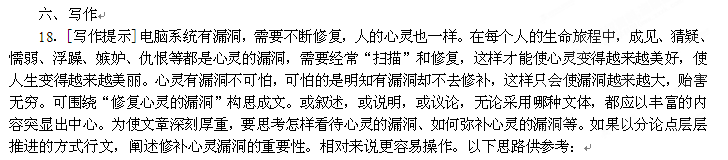 六、写作
18. [写作提示]电脑系统有漏洞，需要不断修复，人的心灵也一样。在每个人的生命旅程中，成见、猜疑、
懦弱、浮躁、嫉妒、仇恨等都是心灵的漏洞，需要经常“扫描”和修复，这样才能使心灵变得越来越美好，使
人生变得越来越美丽。心灵有漏洞不可怕，可怕的是明知有漏洞却不去修补，这样只会使漏洞越来越大，贻害
无穷。可围绕“修复心灵的漏洞”构思成文。或叙述，或说明，或议论，无论采用哪种文体，都应以丰富的内
容突显出中心。为使文章深刻厚重，要思考怎样看待心灵的漏洞、如何弥补心灵的漏洞等。如果以分论点层层
推进的方式行文，阐述修补心灵漏洞的重要性。相对来说更容易操作。以下思路供参考：